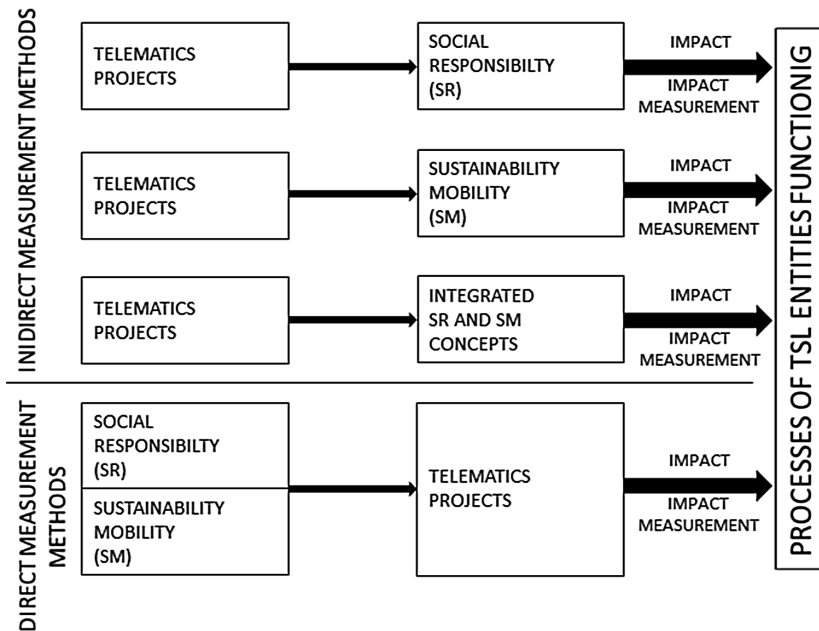 INIDIRECT MEASUREMENT METHODS
TELEMATICS
PROJECTS
SOCIAL
RESPONSIBILTY
(SR)
IMPACT
IMPACT
MEASUREMENT
TELEMATICS
PROJECTS
SUSTAINABILITY
MOBILITY
(SM)
IMPACT
IMPACT
MEASUREMENT
TELEMATICS
PROJECTS
INTEGRATED
SR AND SM
CONCEPTS
IMPACT
IMPACT
MEASUREMENT
DIRECT MEASUREMENT
METHODS
SOCIAL
RESPONSIBILTY
(SR)
SUSTAINABILITY
MOBILITY
(SM)
TELEMATICS
PROJECTS
IMPACT
IMPACT
MEASUREMENT
PROCESSES OF TSL ENTITIES FUNCTIONIG